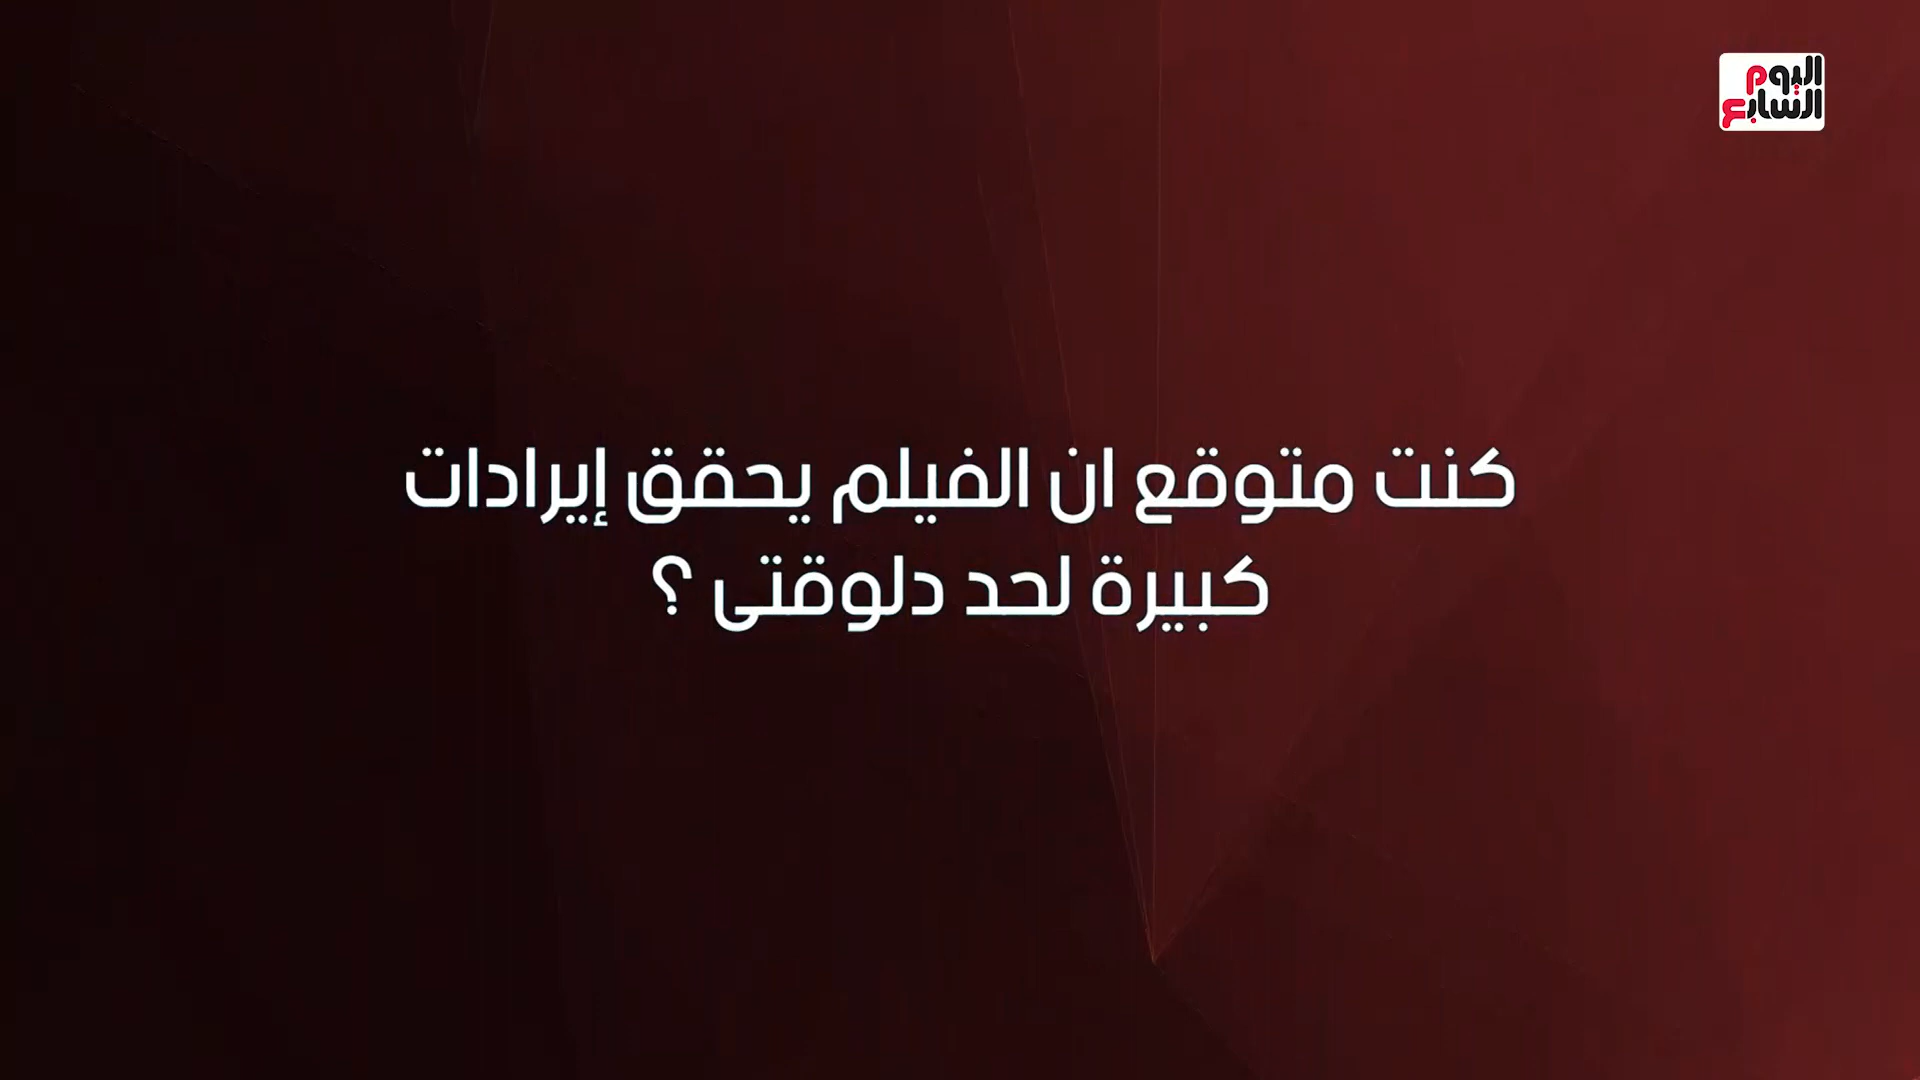 اليوم
السابع
كنت متوقع ان الفيلم يحقق إيرادات
كبيرة لحد دلوقتى ؟